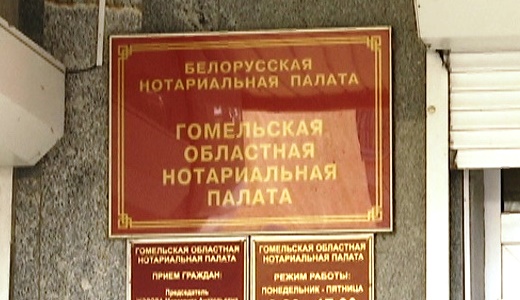 БЕЛОРУССКАЯ
НОТАРИАЛЬНАЯ ПАЛАТА
ГОМЕЛЬСКАЯ
ОБЛАСТНАЯ
НОТАРИАЛЬНАЯ
ПАЛАТА
ГОМЕЛЬСКАЯ ОБЛАСТНАЯ
НОТАРИАЛЬНАЯ ПАЛАТА
ПРИЕМ ГРАЖДАН:
Председатель
ГОМЕЛЬСКАЯ ОБЛАСТНАЯ
НОТАРИАЛЬНАЯ ПАЛАТА
РЕЖИМ РАБОТЫ:
ПОНЕДЕЛЬНИК - ПЯТНИЦА